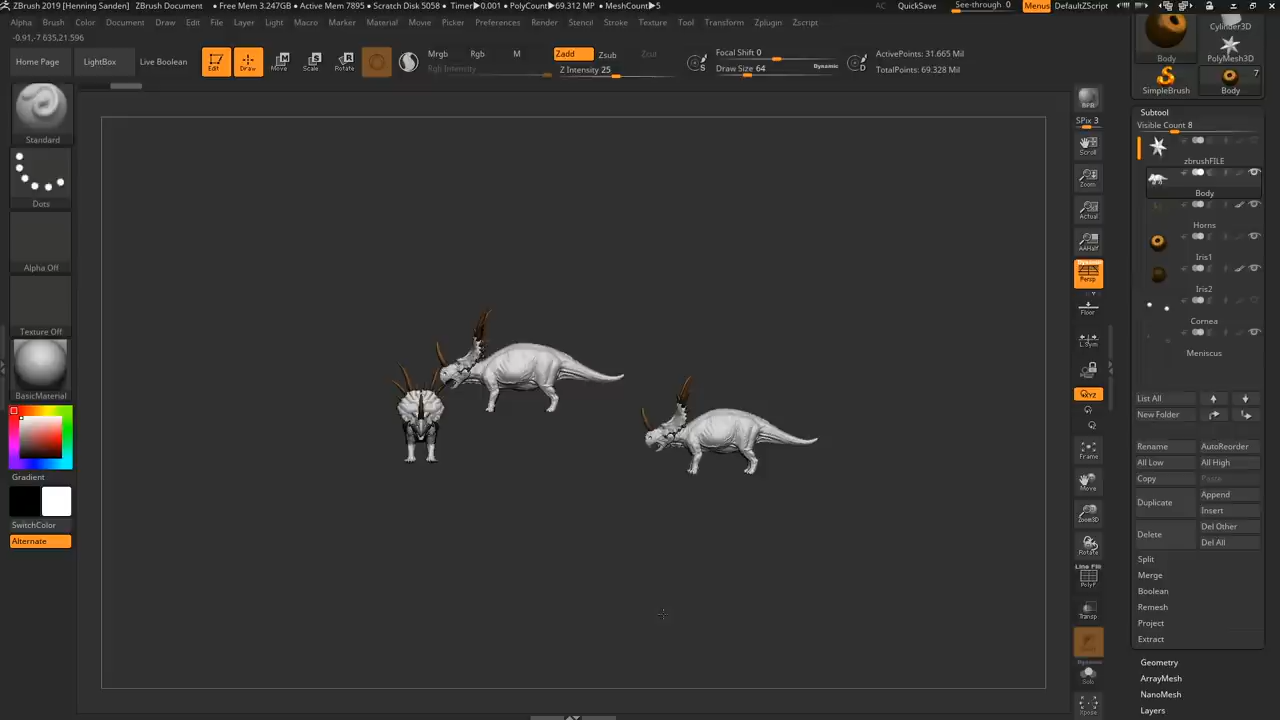 ZBrush 2019 [Henning Sanden] ZBrush Document • Free Mem 3.247GB • Active Mem 7895 • Scratch Disk 5058 • Timer▶0.001 • PolyCount▶69.312 MP • MeshCount▶5 AC QuickSave See-through 0 Menus DefaultZScript
Alpha Brush Color Document Draw Edit File Layer Light Macro Marker Material Movie Picker Preferences Render Stencil Stroke Texture Tool Transform Zplugin Zscript
-0.91,-7.635,21.596
Home Page LightBox Live Boolean Edit Draw Move Scale Rotate Mrgb Rgb M Zadd Zsub Zcut Focal Shift 0 ActivePoints: 31.665 Mil
Rgb Intensity Z Intensity 25 Draw Size 64 Dynamic TotalPoints: 69.328 Mil
S
D
Standard
Dots
Alpha Off
Texture Off
BasicMaterial
Gradient
SwitchColor
Alternate
BPR
SPix 3
Scroll
Zoom
Actual
AAHalf
Dynamic
Persp
Floor
L.Sym
XYZ
Frame
Move
Zoom3D
Rotate
Line Fill
PolyF
Transp
Dynamic
Solo
Xpose
Cylinder3D
Body PolyMesh3D
7
SimpleBrush Body
Subtool
Visible Count 8
zbrushFILE
Body
Horns
Iris1
Iris2
Cornea
Meniscus
List All
New Folder
Rename AutoReorder
All Low All High
Copy Paste
Duplicate Append
Insert
Delete Del Other
Del All
Split
Merge
Boolean
Remesh
Project
Extract
Geometry
ArrayMesh
NanoMesh
Layers